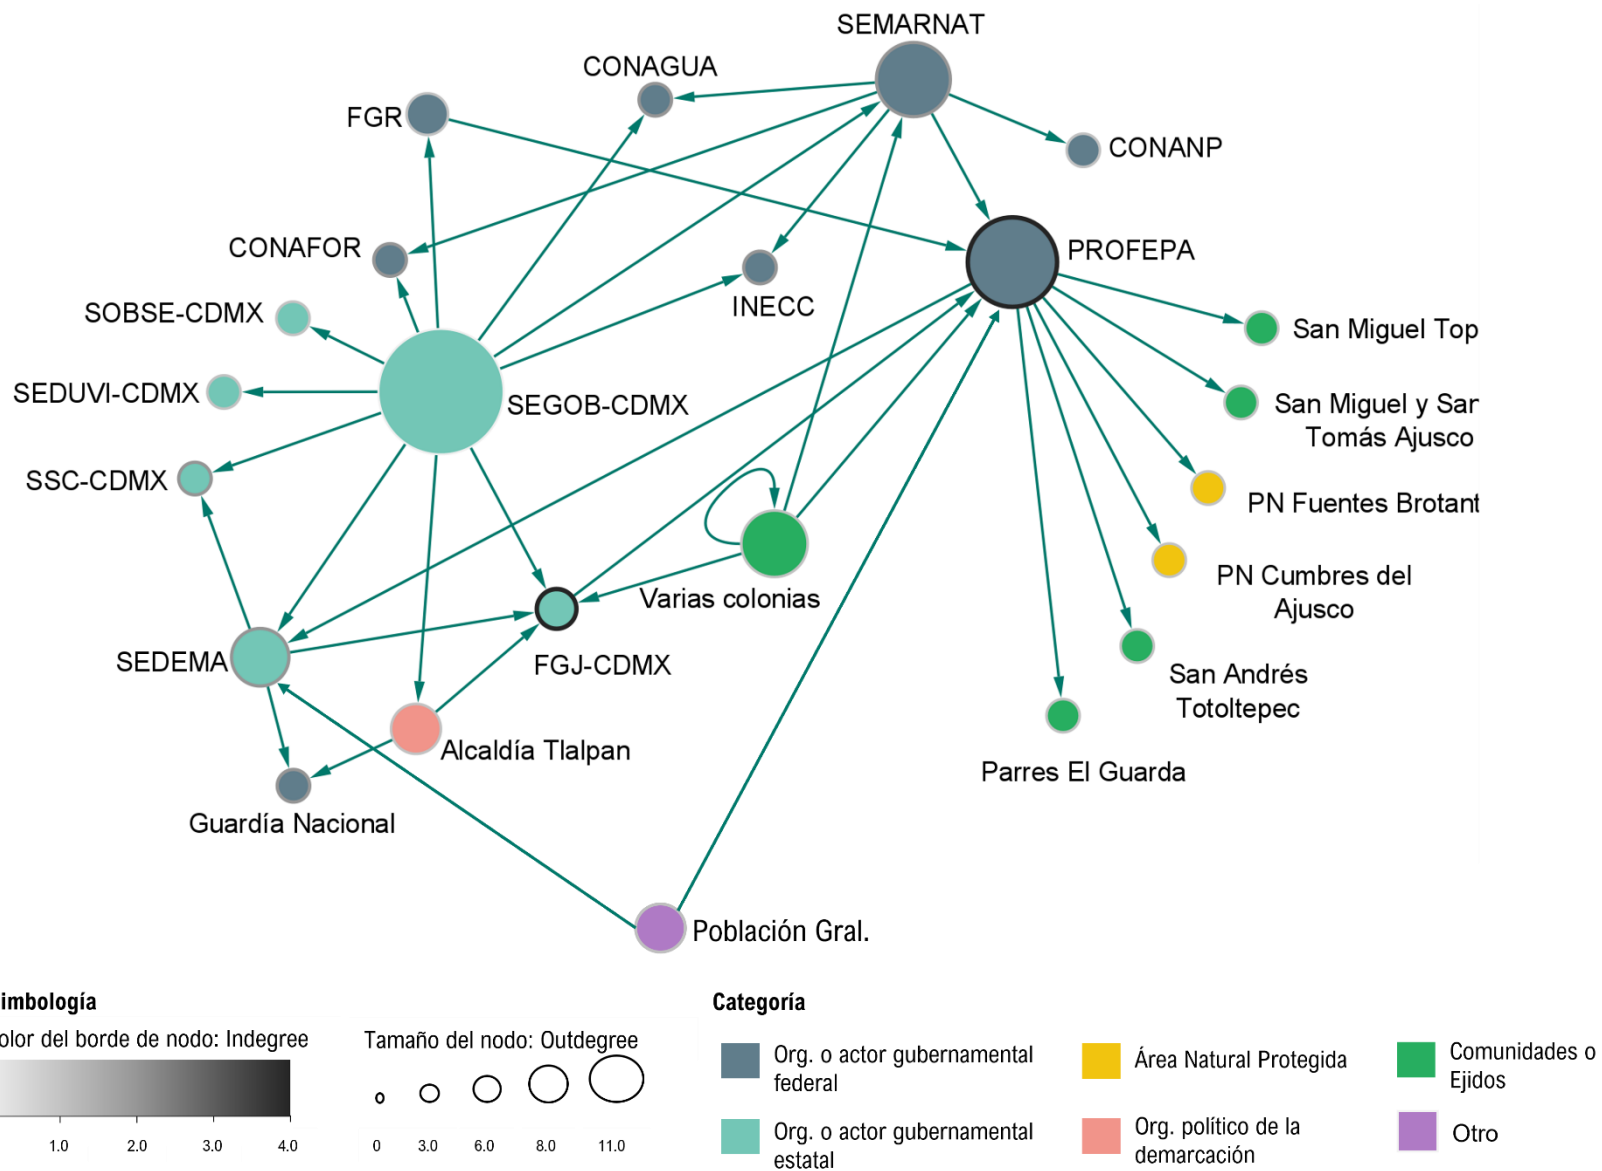 SEMARNAT
CONAGUA
FGR
CONANP
CONAFOR
PROFEPA
INECC
SOBSE-CDMX
San Miguel Top
SEDUVI-CDMX
SEGOB-CDMX
San Miguel y San
Tomás Ajusco
SSC-CDMX
PN Fuentes Brotant
PN Cumbres del
Ajusco
Varias colonias
SEDEMA
FGJ-CDMX
San Andrés
Totoltepec
Alcaldía Tlalpan
Parres El Guarda
Guardía Nacional
Población Gral.
imbología
olor del borde de nodo: Indegree
1.0 2.0 3.0 4.0
Tamaño del nodo: Outdegree
0 3.0 6.0 8.0 11.0
Categoría
Org. o actor gubernamental
federal
Área Natural Protegida
Comunidades o
Ejidos
Org. o actor gubernamental
estatal
Org. político de la
demarcación
Otro